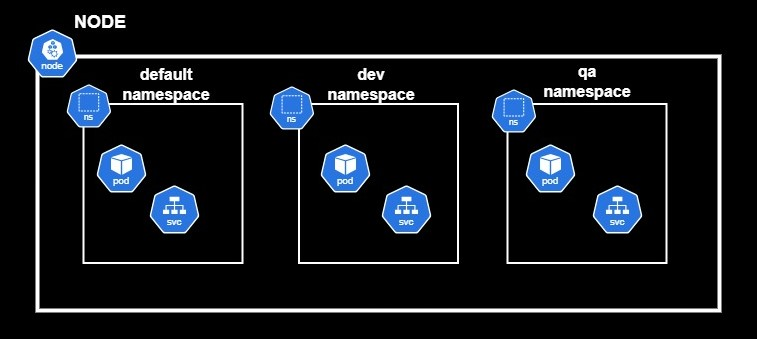 NODE
node
default
namespace
dev
namespace
qa
namespace
ns
ns
ns
pod
pod
pod
svc
svc
svc